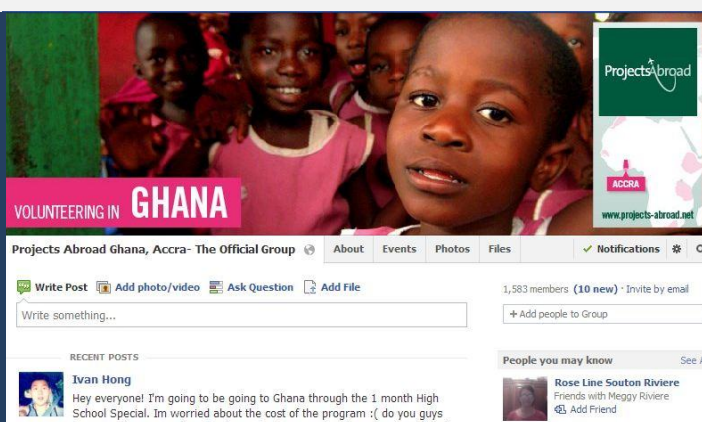 ProjectsAbroad
ACCRA
www.projects-abroad.net
VOLUNTEERING IN GHANA
Projects Abroad Ghana, Accra- The Official Group About Events Photos Files ✓ Notifications
Write Post Add photo/video Ask Question Add File
Write something...
1,583 members (10 new) · Invite by email
+ Add people to Group
RECENT POSTS
Ivan Hong
Hey everyone! I'm going to be going to Ghana through the 1 month High
School Special. Im worried about the cost of the program :( do you guys
People you may know See
Rose Line Souton Riviere
Friends with Meggy Riviere
Add Friend